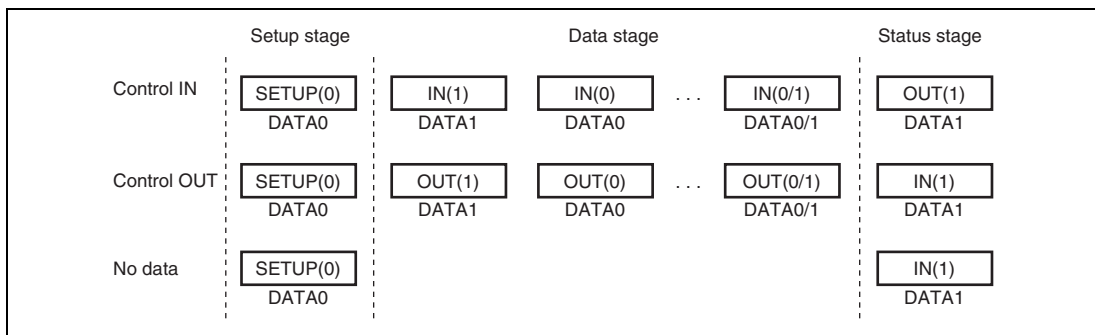 Setup stage Data stage Status stage
Control IN SETUP(0) IN(1) IN(0) . . . IN(0/1) OUT(1)
DATA0 DATA1 DATA0 DATA0/1 DATA1
Control OUT SETUP(0) OUT(1) OUT(0) . . . OUT(0/1) IN(1)
DATA0 DATA1 DATA0 DATA0/1 DATA1
No data SETUP(0) IN(1)
DATA0 DATA1